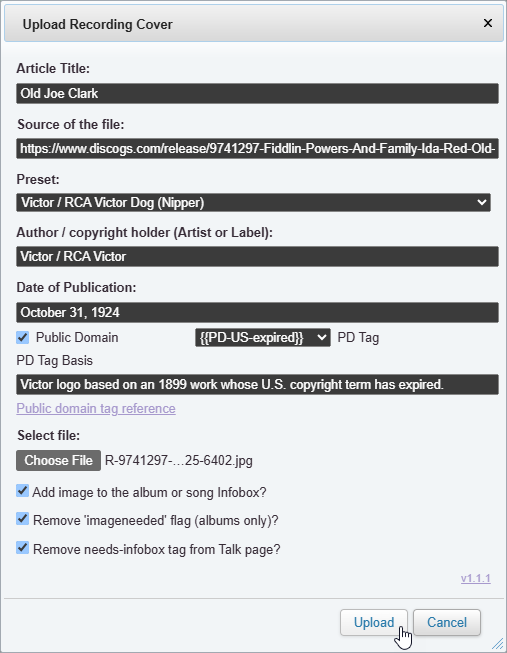 Upload Recording Cover ×
Article Title:
Old Joe Clark
Source of the file:
https://www.discogs.com/release/9741297-Fiddlin-Powers-And-Family-Ida-Red-Old-
Preset:
Victor / RCA Victor Dog (Nipper)
Author / copyright holder (Artist or Label):
Victor / RCA Victor
Date of Publication:
October 31, 1924
Public Domain {{PD-US-expired}} PD Tag
PD Tag Basis
Victor logo based on an 1899 work whose U.S. copyright term has expired.
Public domain tag reference
Select file:
Choose File R-9741297-...25-6402.jpg
Add image to the album or song Infobox?
Remove 'imageneeded' flag (albums only)?
Remove needs-infobox tag from Talk page?
v1.1.1
Upload Cancel